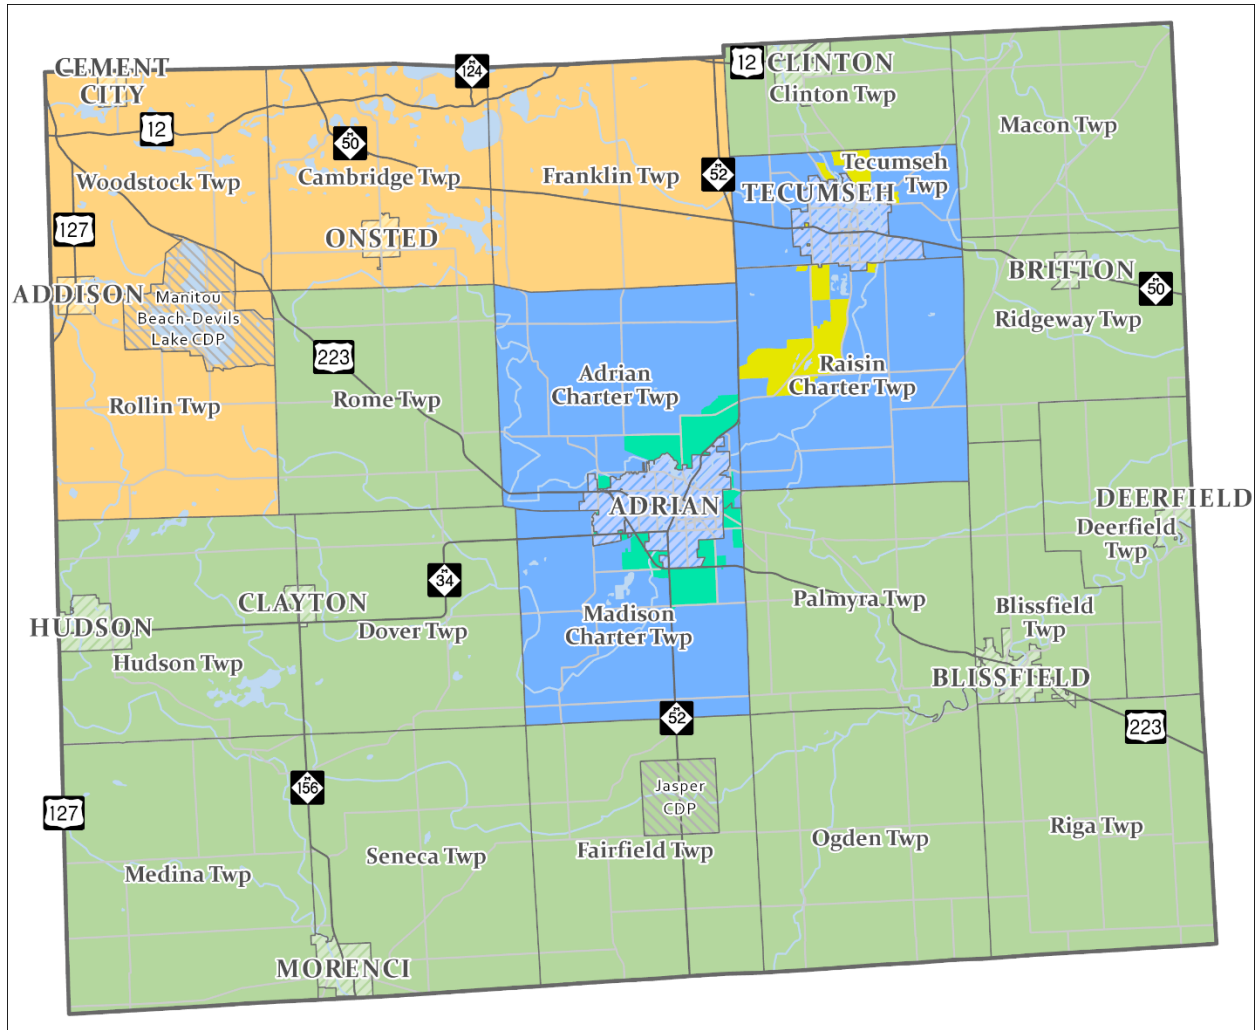 M
124
12
CLINTON
Clinton Twp
CEMENT
CITY
12
M
50
Macon Twp
Woodstock Twp
Cambridge Twp
Franklin Twp
M
52
Tecumseh
Twp
TECUMSEH
127
ONSTED
BRITTON
M
50
ADDISON
Manitou
Beach-Devils
Lake CDP
Ridgeway Twp
223
Adrian
Charter Twp
Raisin
Charter Twp
Rollin Twp
Rome Twp
ADRIAN
DEERFIELD
Deerfield
Twp
M
34
CLAYTON
HUDSON
Dover Twp
Hudson Twp
Madison
Charter Twp
Palmyra Twp
Blissfield
Twp
BLISSFIELD
M
52
223
M
156
127
Jasper
CDP
Fairfield Twp
Ogden Twp
Riga Twp
Medina Twp
Seneca Twp
MORENCI